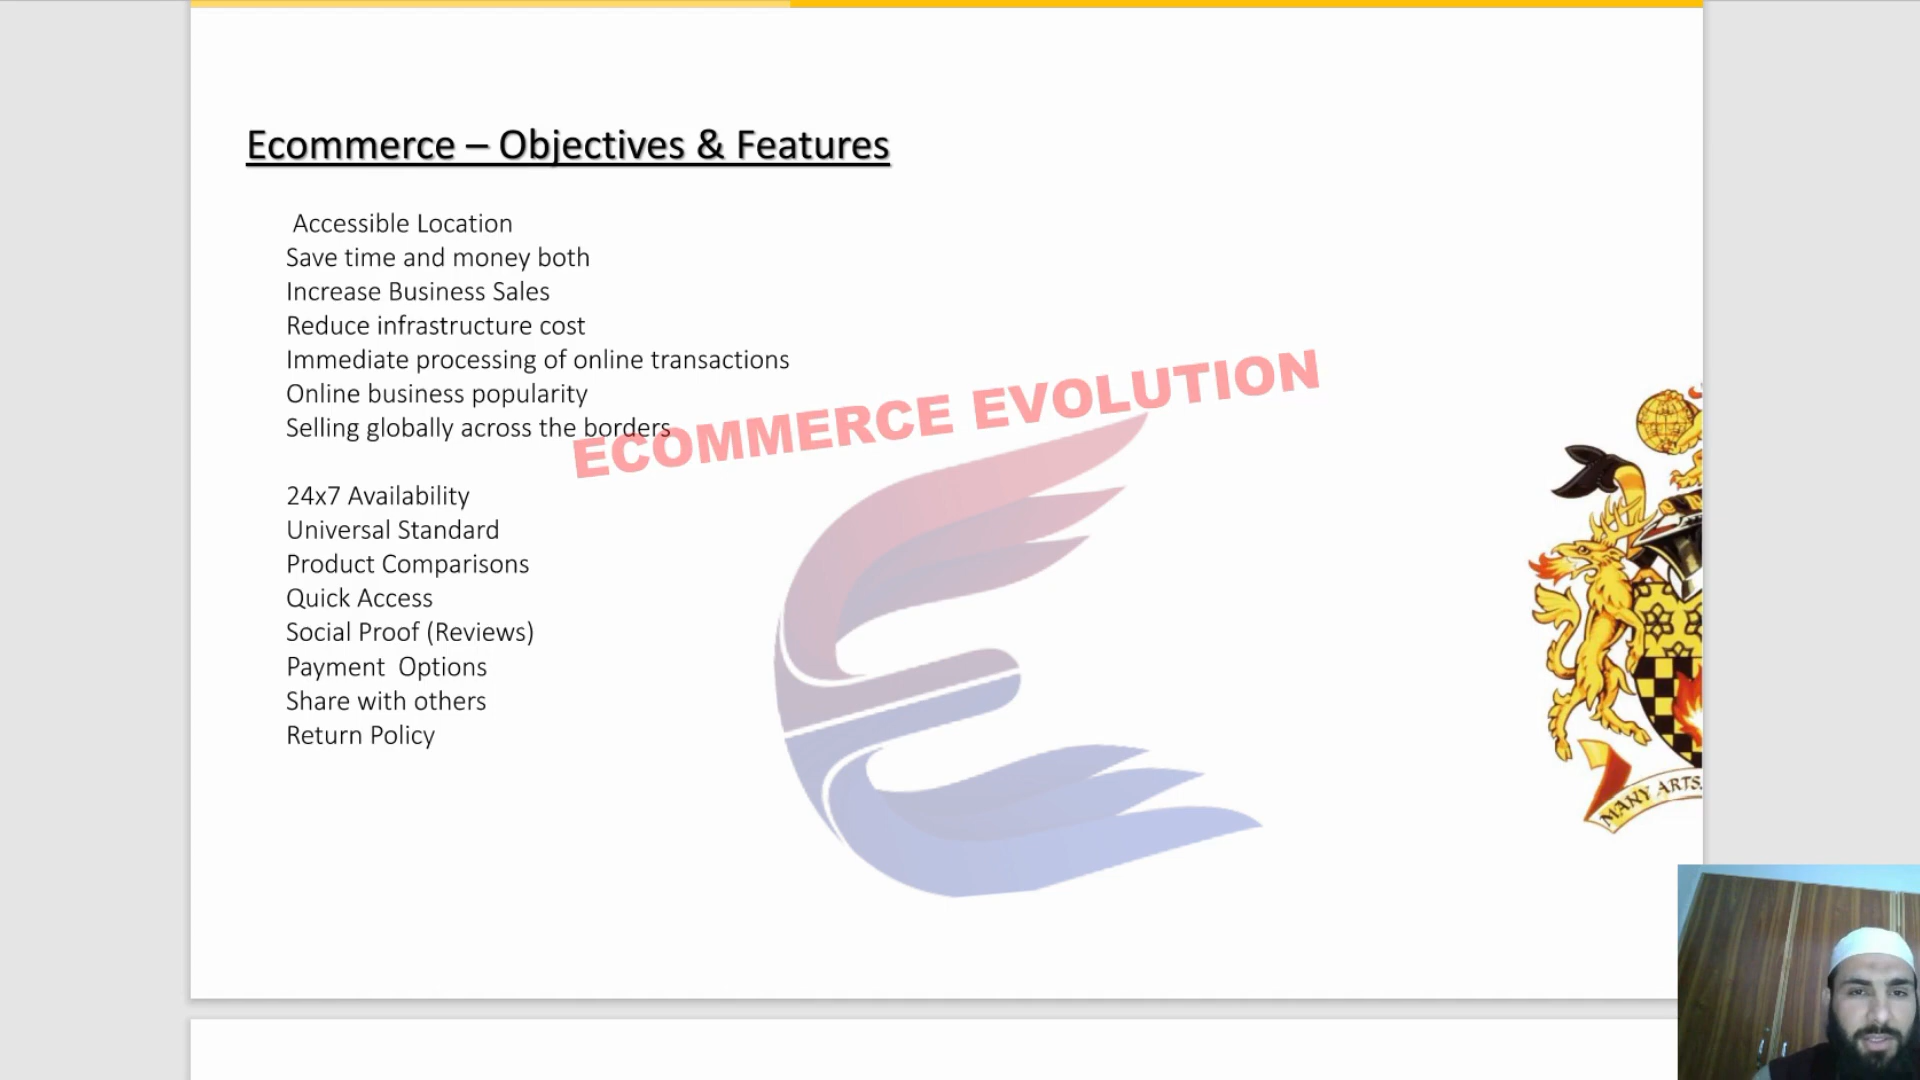 Ecommerce – Objectives & Features
Accessible Location
Save time and money both
Increase Business Sales
Reduce infrastructure cost
Immediate processing of online transactions
Online business popularity
Selling globally across the borders
ECOMMERCE EVOLUTION
24x7 Availability
Universal Standard
Product Comparisons
Quick Access
Social Proof (Reviews)
Payment  Options
Share with others
Return Policy
MANY ARTS